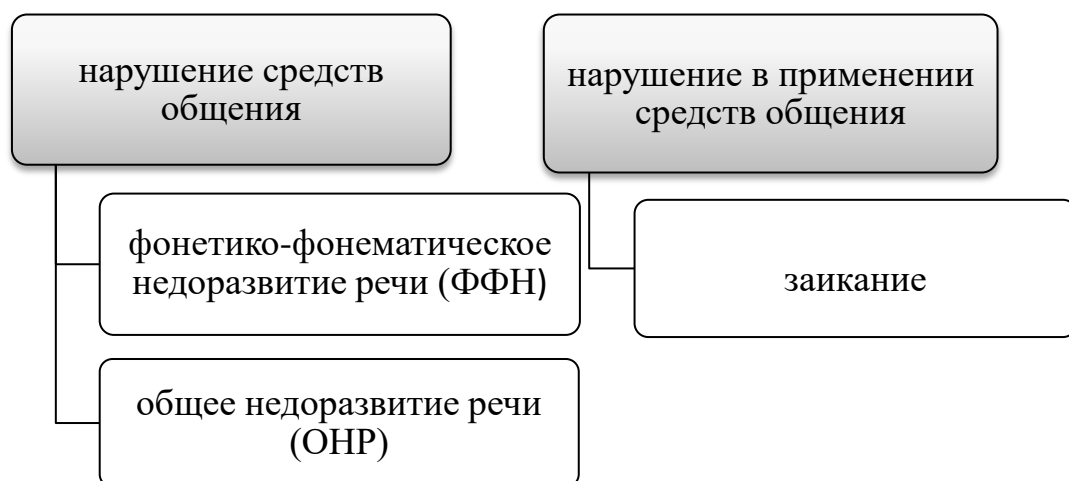 нарушение средств
общения
фонетико-фонематическое
недоразвитие речи (ФФН)
общее недоразвитие речи
(ОНР)
нарушение в применении
средств общения
заикание